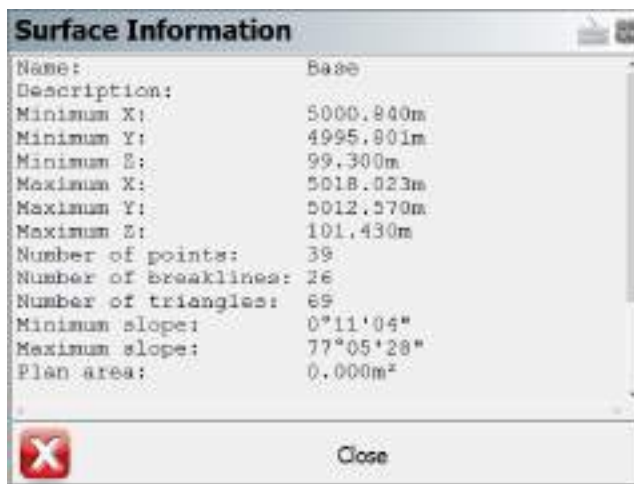 Surface Information
Name: Base
Description:
Minimum X: 5000.840m
Minimum Y: 4995.801m
Minimum Z: 99.300m
Maximum X: 5018.023m
Maximum Y: 5012.570m
Maximum Z: 101.430m
Number of points: 39
Number of breaklines: 26
Number of triangles: 69
Minimum slope: 0°11'04"
Maximum slope: 77°05'28"
Plan area: 0.000m²
Close